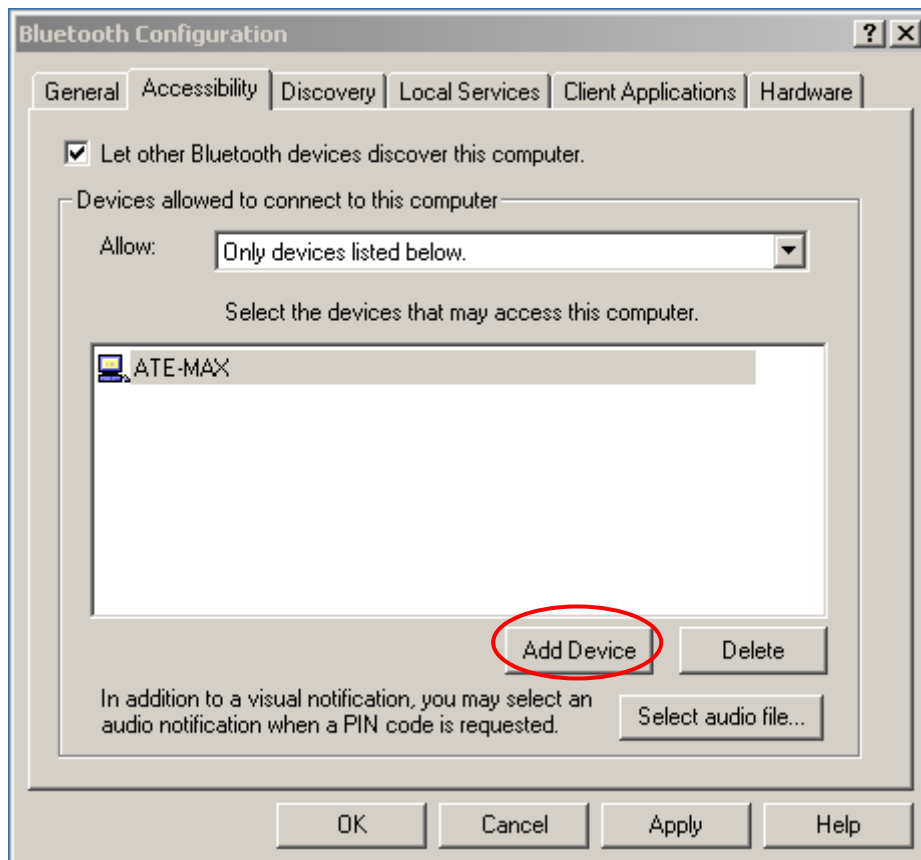 Bluetooth Configuration
General Accessibility Discovery Local Services Client Applications Hardware
Let other Bluetooth devices discover this computer.
Devices allowed to connect to this computer
Allow: Only devices listed below.
Select the devices that may access this computer.
ATE-MAX
Add Device Delete
In addition to a visual notification, you may select an
audio notification when a PIN code is requested.
Select audio file...
OK Cancel Apply Help